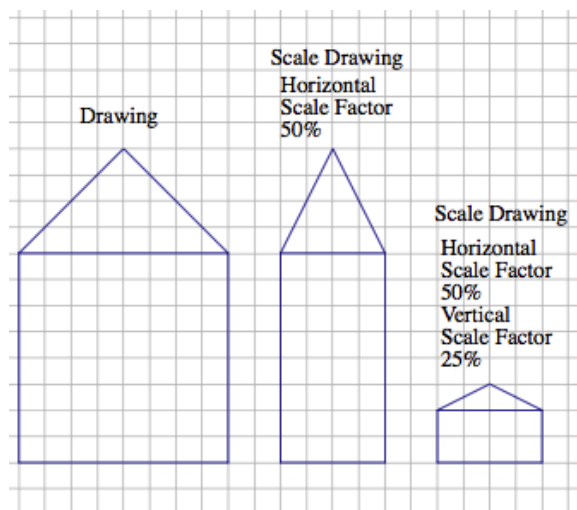 Drawing
Scale Drawing
Horizontal
Scale Factor
50%
Scale Drawing
Horizontal
Scale Factor
50%
Vertical
Scale Factor
25%